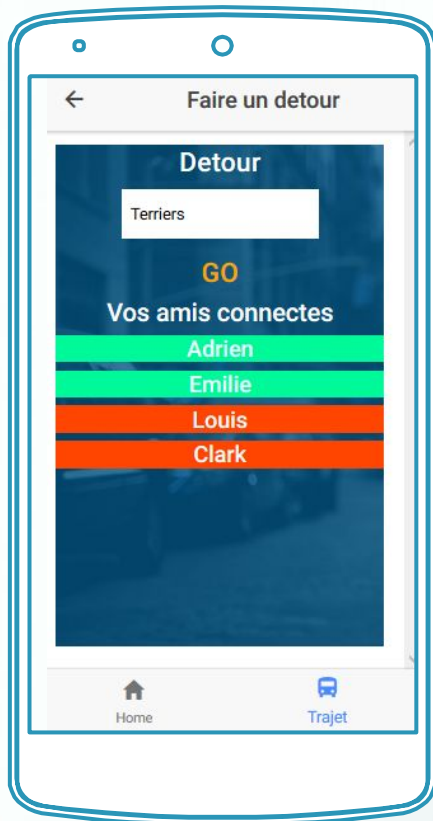 Faire un detour
Detour
Terriers
GO
Vos amis connectes
Adrien
Emilie
Louis
Clark
Home
Trajet